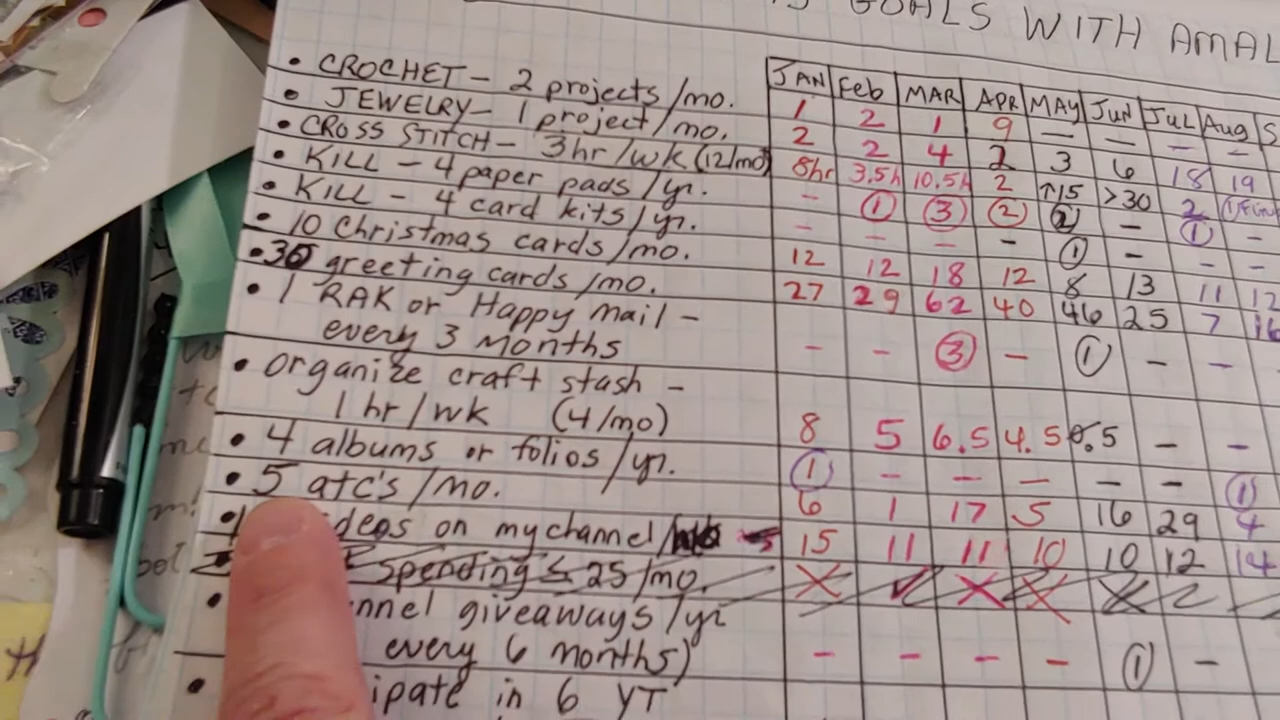 GOALS WITH AMAL
JAN Feb MAR APR MAY Jun Jul Aug S
• CROCHET - 2 projects/mo. 1 2 1 9 — — — —
• JEWELRY - 1 project/mo. 2 2 4 2 3 6 18 19
• CROSS STITCH - 3hr/wk (12/mo) 8hr 3.5h 10.5h 2 ↑15 >30 2
• KILL - 4 paper pads/yr. — 1 3 2 2 — 1 —
• KILL - 4 card kits/yr. — — — — 1 — — —
• 10 Christmas cards/mo. 12 12 18 12 8 13 11 12
• 30 greeting cards/mo. 27 29 62 40 46 25 7 16
• 1 RAK or Happy Mail -
every 3 Months — — 3 — 1 — —
• organize craft stash -
1 hr/wk (4/mo) 8 5 6.5 4.5 .5 — —
• 4 albums or folios/yr. 1 — — — — — 1
• 5 atc's/mo. 6 1 17 5 16 29 4
ideos on my channel/ 15 11 11 10 10 12 14
spending ≤ 25/mo. X ✓ X X
• nnel giveaways/yr
every 6 months) — — — — 1 —
• ipate in 6 YT